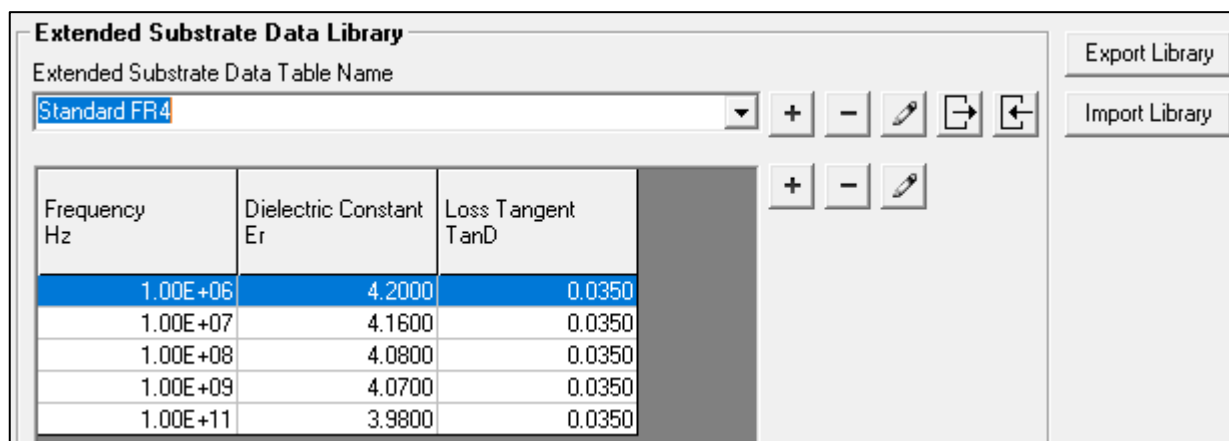 Extended Substrate Data Library
Export Library
Extended Substrate Data Table Name
Standard FR4
+ −
Import Library
+ −
Frequency Hz Dielectric Constant Er Loss Tangent TanD
1.00E+06 4.2000 0.0350
1.00E+07 4.1600 0.0350
1.00E+08 4.0800 0.0350
1.00E+09 4.0700 0.0350
1.00E+11 3.9800 0.0350